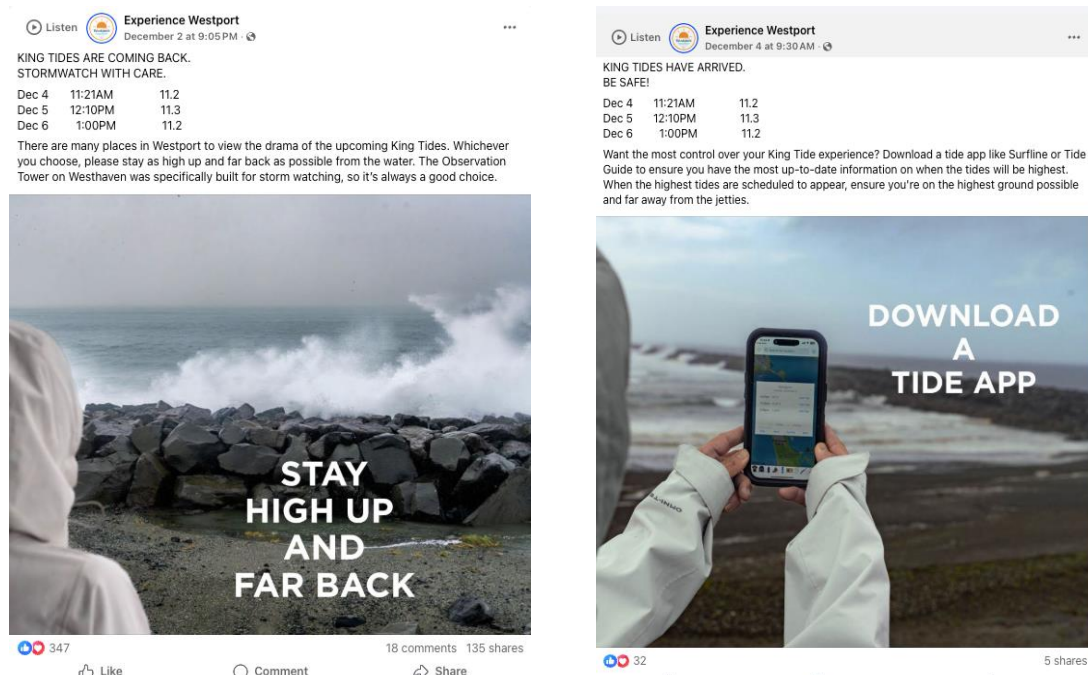 Listen
Experience Westport
December 2 at 9:05 PM ·
KING TIDES ARE COMING BACK.
STORMWATCH WITH CARE.
Dec 4 11:21AM 11.2
Dec 5 12:10PM 11.3
Dec 6 1:00PM 11.2
There are many places in Westport to view the drama of the upcoming King Tides. Whichever
you choose, please stay as high up and far back as possible from the water. The Observation
Tower on Westhaven was specifically built for storm watching, so it's always a good choice.
STAY
HIGH UP
AND
FAR BACK
347
18 comments 135 shares
Like Comment Share
Listen
Experience Westport
December 4 at 9:30 AM ·
KING TIDES HAVE ARRIVED.
BE SAFE!
Dec 4 11:21AM 11.2
Dec 5 12:10PM 11.3
Dec 6 1:00PM 11.2
Want the most control over your King Tide experience? Download a tide app like Surfline or Tide
Guide to ensure you have the most up-to-date information on when the tides will be highest.
When the highest tides are scheduled to appear, ensure you're on the highest ground possible
and far away from the jetties.
DOWNLOAD
A
TIDE APP
32
5 shares